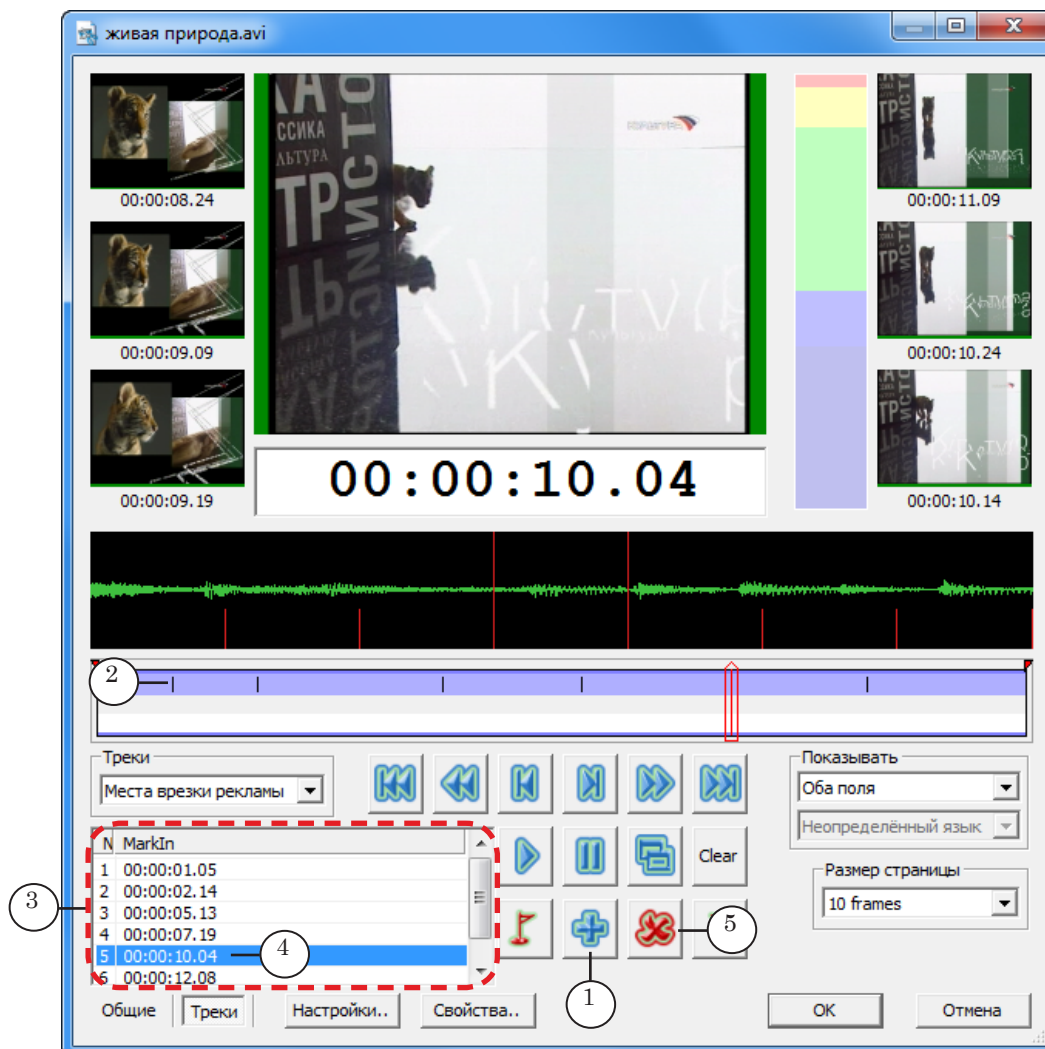 живая природа.avi
00:00:08.24
00:00:09.09
00:00:09.19
00:00:10.04
00:00:11.09
00:00:10.24
00:00:10.14
2
Треки
Места врезки рекламы
Показывать
Оба поля
Неопределённый язык
Размер страницы
10 frames
Clear
N MarkIn
1 00:00:01.05
2 00:00:02.14
3 00:00:05.13
4 00:00:07.19
5 00:00:10.04
6 00:00:12.08
3
4
5
1
Общие
Треки
Настройки..
Свойства..
OK
Отмена